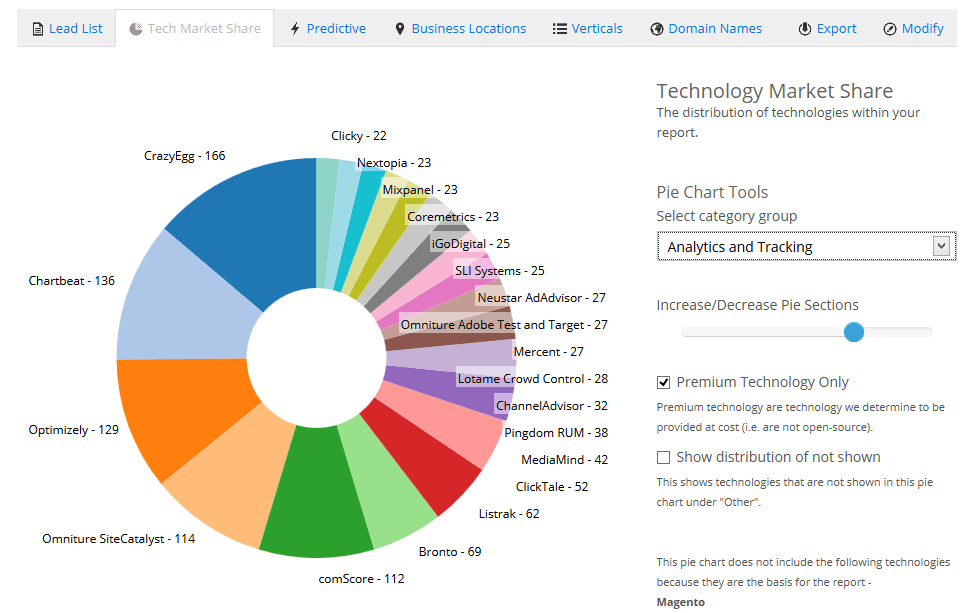 Lead List
Tech Market Share
Predictive
Business Locations
Verticals
Domain Names
Export
Modify
Clicky - 22
CrazyEgg - 166
Nextopia - 23
Mixpanel - 23
Coremetrics - 23
iGoDigital - 25
SLI Systems - 25
Chartbeat - 136
Neustar AdAdvisor - 27
Omniture Adobe Test and Target - 27
Mercent - 27
Lotame Crowd Control - 28
ChannelAdvisor - 32
Optimizely - 129
Pingdom RUM - 38
MediaMind - 42
ClickTale - 52
Listrak - 62
Omniture SiteCatalyst - 114
Bronto - 69
comScore - 112
Technology Market Share
The distribution of technologies within your
report.
Pie Chart Tools
Select category group
Analytics and Tracking
Increase/Decrease Pie Sections
Premium Technology Only
Premium technology are technology we determine to be
provided at cost (i.e. are not open-source).
Show distribution of not shown
This shows technologies that are not shown in this pie
chart under "Other".
This pie chart does not include the following technologies
because they are the basis for the report -
Magento